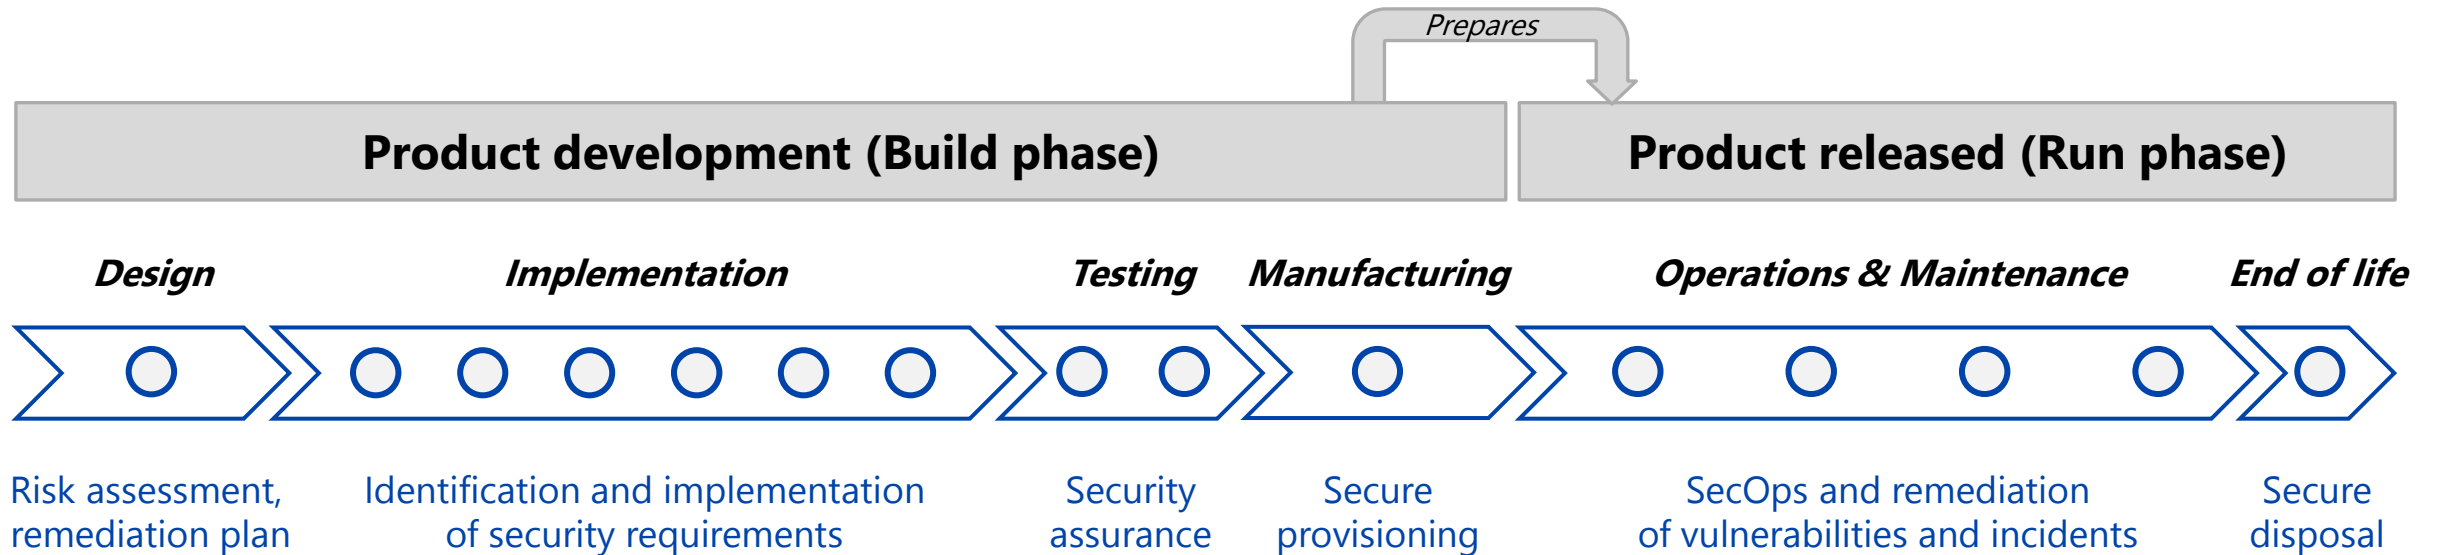 Prepares
Product development (Build phase)
Product released (Run phase)
Design
Implementation
Testing
Manufacturing
Operations & Maintenance
End of life
Risk assessment,
remediation plan
Identification and implementation
of security requirements
Security
assurance
Secure
provisioning
SecOps and remediation
of vulnerabilities and incidents
Secure
disposal